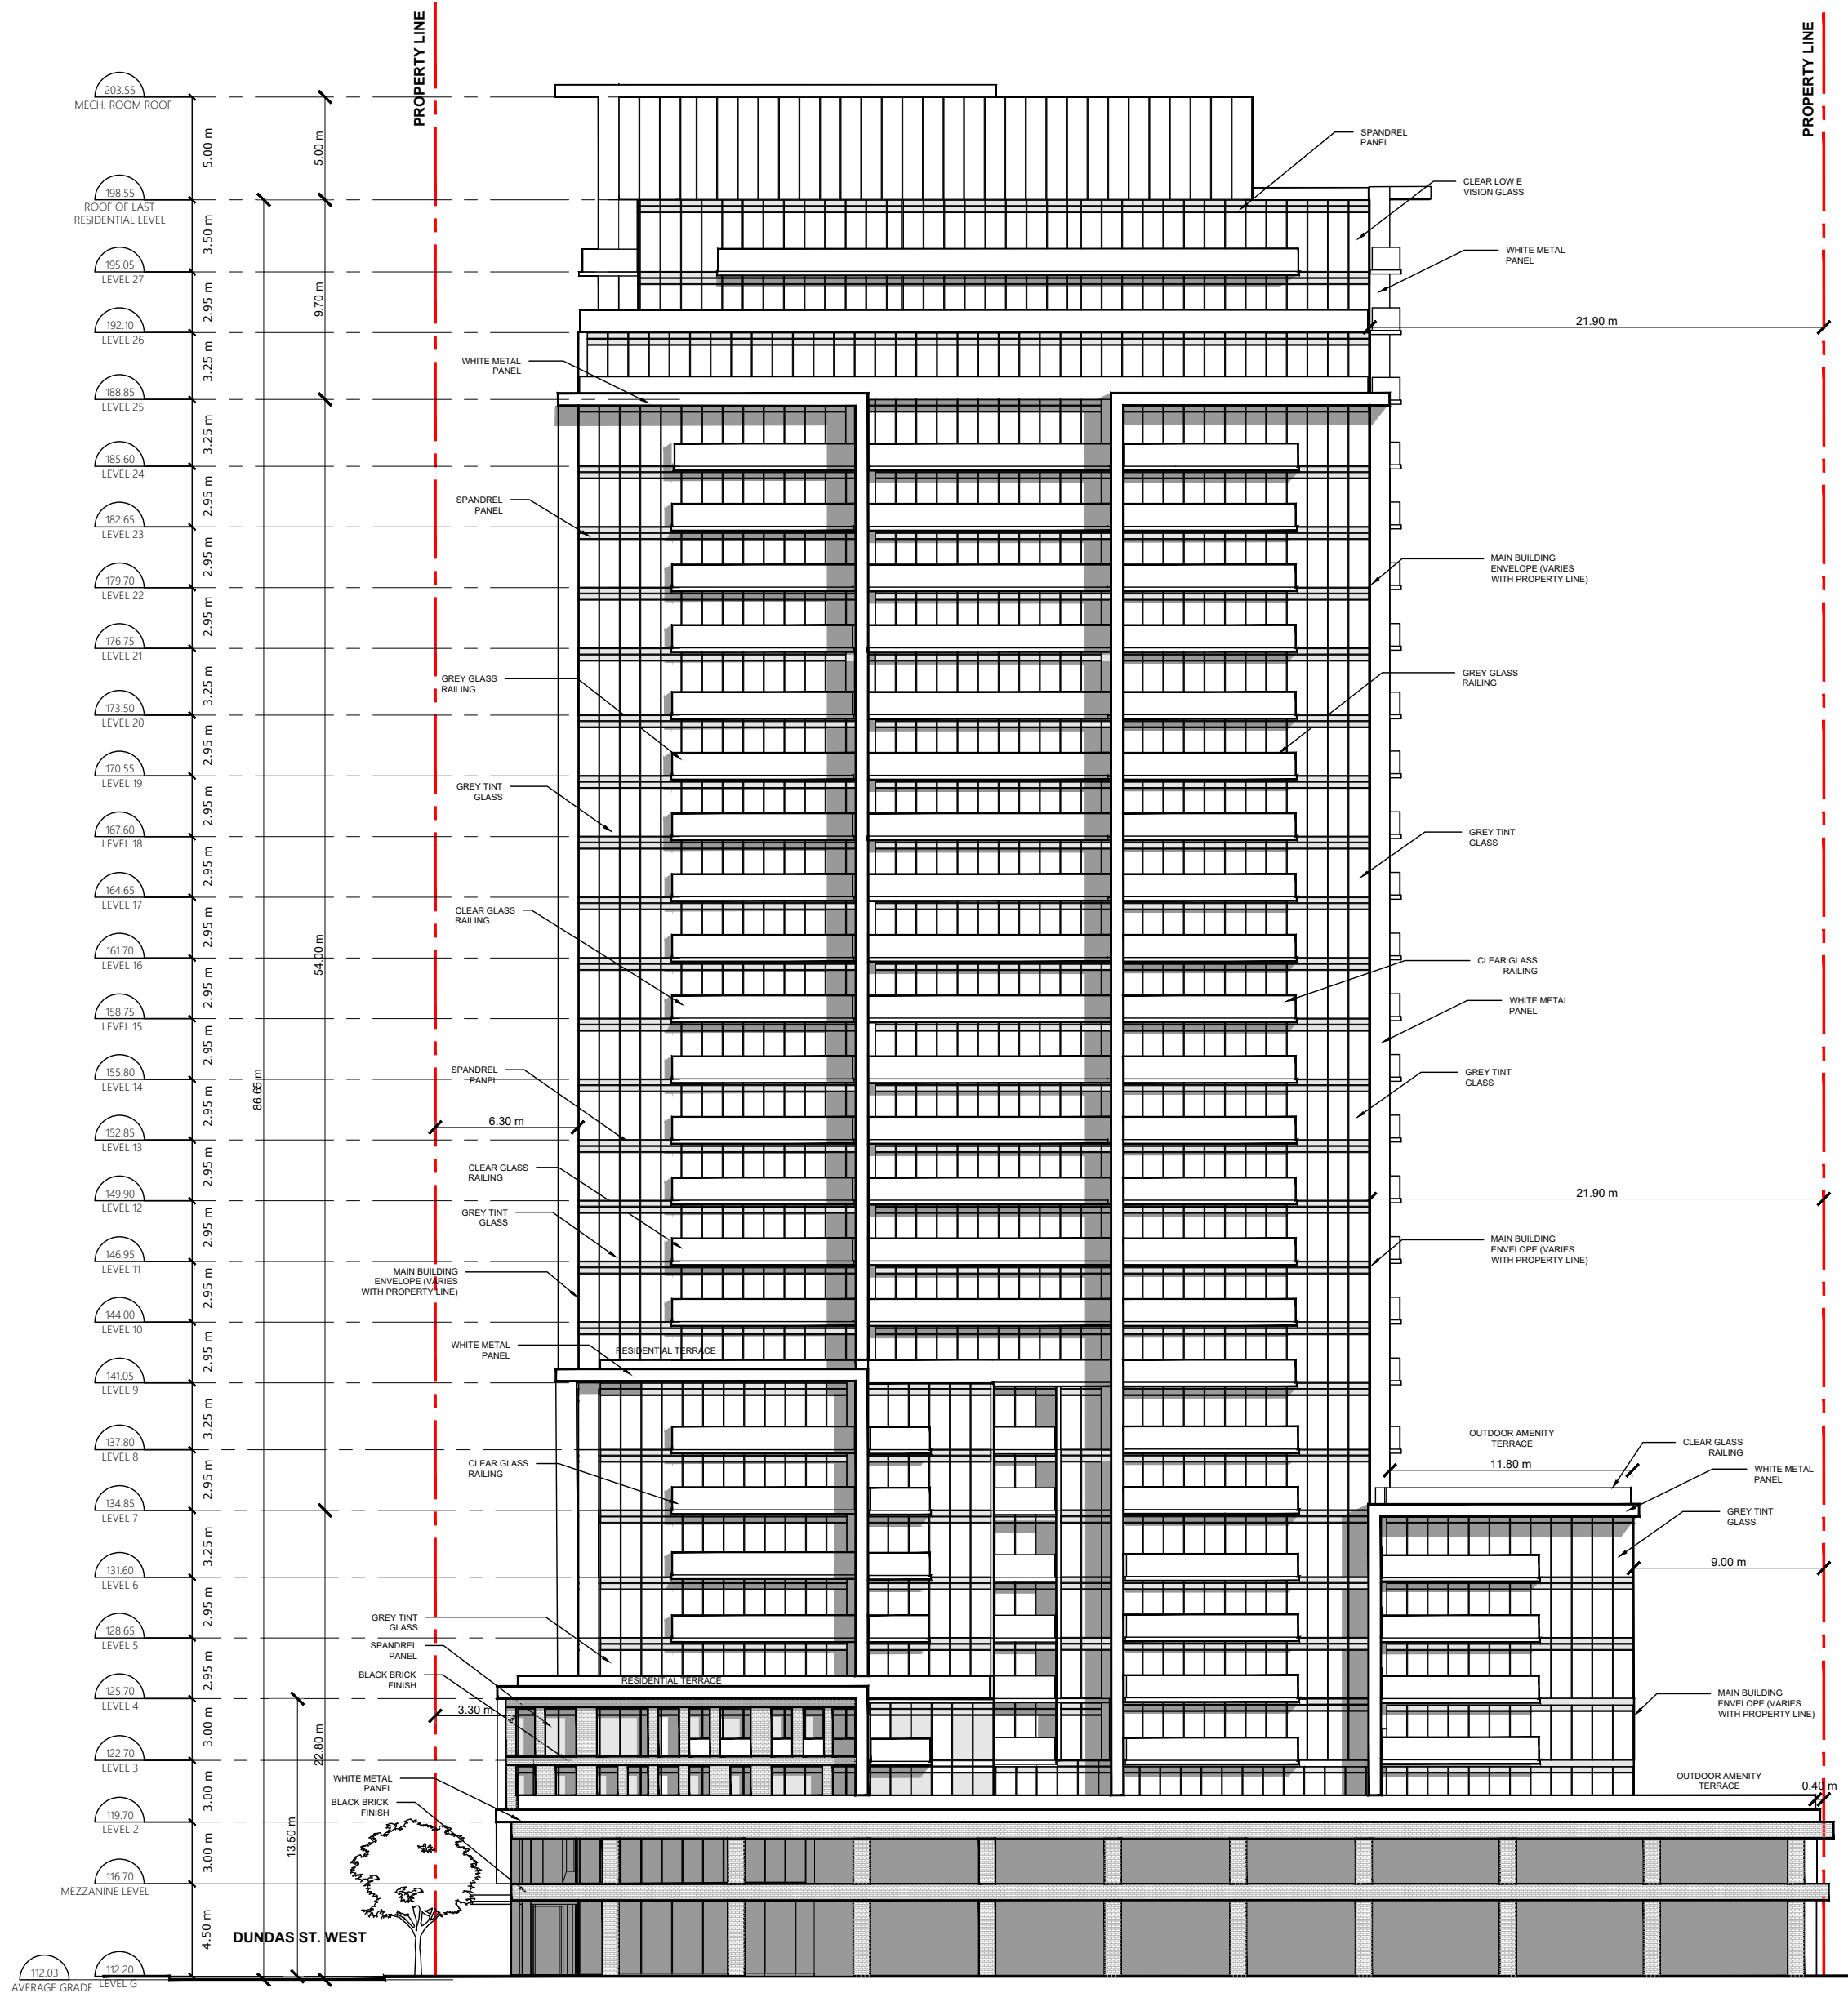 PROPERTY LINE
PROPERTY LINE
203.55
MECH. ROOM ROOF
5.00 m
5.00 m
SPANDREL
PANEL
CLEAR LOW E
VISION GLASS
198.55
ROOF OF LAST
RESIDENTIAL LEVEL
3.50 m
WHITE METAL
PANEL
195.05
LEVEL 27
2.95 m
9.70 m
192.10
LEVEL 26
21.90 m
3.25 m
WHITE METAL
PANEL
188.85
LEVEL 25
3.25 m
185.60
LEVEL 24
2.95 m
SPANDREL
PANEL
182.65
LEVEL 23
2.95 m
MAIN BUILDING
ENVELOPE (VARIES
WITH PROPERTY LINE)
179.70
LEVEL 22
2.95 m
176.75
LEVEL 21
3.25 m
GREY GLASS
RAILING
GREY GLASS
RAILING
173.50
LEVEL 20
2.95 m
170.55
LEVEL 19
2.95 m
GREY TINT
GLASS
167.60
LEVEL 18
GREY TINT
GLASS
2.95 m
164.65
LEVEL 17
2.95 m
CLEAR GLASS
RAILING
54.00 m
161.70
LEVEL 16
CLEAR GLASS
RAILING
2.95 m
WHITE METAL
PANEL
158.75
LEVEL 15
2.95 m
155.80
LEVEL 14
SPANDREL
PANEL
GREY TINT
GLASS
86.65 m
2.95 m
6.30 m
152.85
LEVEL 13
2.95 m
CLEAR GLASS
RAILING
149.90
LEVEL 12
21.90 m
2.95 m
GREY TINT
GLASS
146.95
LEVEL 11
MAIN BUILDING
ENVELOPE (VARIES
WITH PROPERTY LINE)
MAIN BUILDING
ENVELOPE (VARIES
WITH PROPERTY LINE)
2.95 m
144.00
LEVEL 10
2.95 m
WHITE METAL
PANEL
RESIDENTIAL TERRACE
141.05
LEVEL 9
3.25 m
137.80
LEVEL 8
OUTDOOR AMENITY
TERRACE
CLEAR GLASS
RAILING
2.95 m
CLEAR GLASS
RAILING
11.80 m
WHITE METAL
PANEL
134.85
LEVEL 7
GREY TINT
GLASS
3.25 m
131.60
LEVEL 6
9.00 m
2.95 m
GREY TINT
GLASS
128.65
LEVEL 5
SPANDREL
PANEL
2.95 m
BLACK BRICK
FINISH
RESIDENTIAL TERRACE
125.70
LEVEL 4
3.30 m
MAIN BUILDING
ENVELOPE (VARIES
WITH PROPERTY LINE)
3.00 m
22.80 m
122.70
LEVEL 3
WHITE METAL
PANEL
OUTDOOR AMENITY
TERRACE
0.40 m
3.00 m
BLACK BRICK
FINISH
119.70
LEVEL 2
13.50 m
3.00 m
116.70
MEZZANINE LEVEL
4.50 m
DUNDAS ST. WEST
112.03
AVERAGE GRADE
112.20
LEVEL G